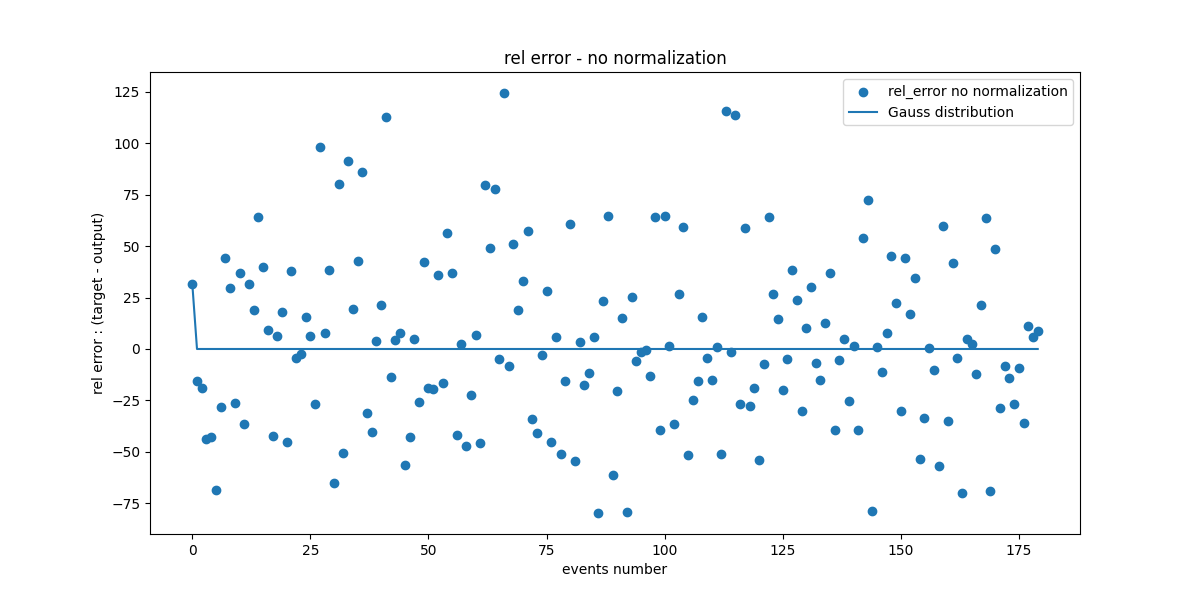 rel error - no normalization
rel_error no normalization
Gauss distribution
rel error : (target - output)
125
100
75
50
25
0
−25
−50
−75
0 25 50 75 100 125 150 175
events number